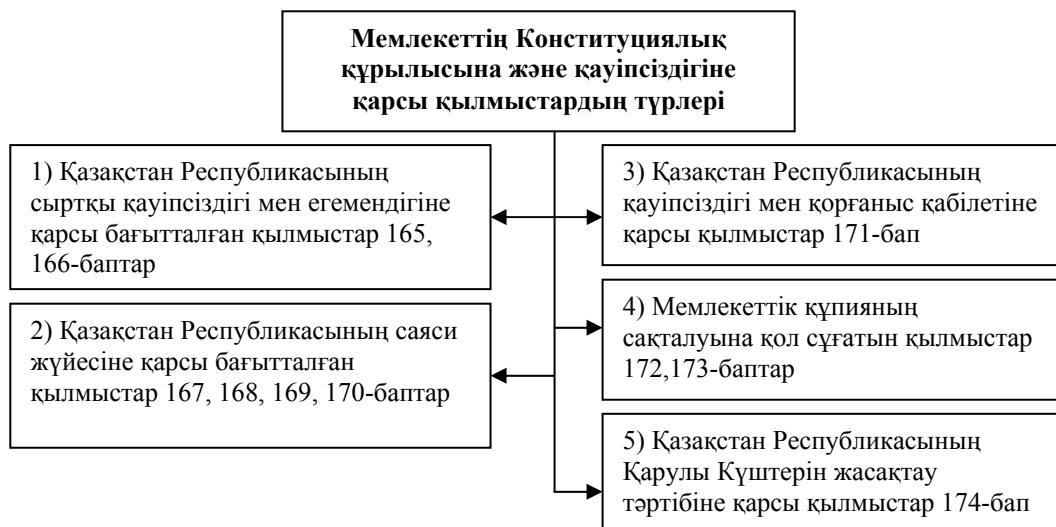 Мемлекеттің Конституциялық
құрылысына және қауіпсіздігіне
қарсы қылмыстардың түрлері
1) Қазақстан Республикасының
сыртқы қауіпсіздігі мен егемендігіне
қарсы бағытталған қылмыстар 165,
166-баптар
2) Қазақстан Республикасының саяси
жүйесіне қарсы бағытталған
қылмыстар 167, 168, 169, 170-баптар
3) Қазақстан Республикасының
қауіпсіздігі мен қорғаныс қабілетіне
қарсы қылмыстар 171-бап
4) Мемлекеттік құпияның
сақталуына қол сұғатын қылмыстар
172,173-баптар
5) Қазақстан Республикасының
Қарулы Күштерін жасақтау
тәртібіне қарсы қылмыстар 174-бап